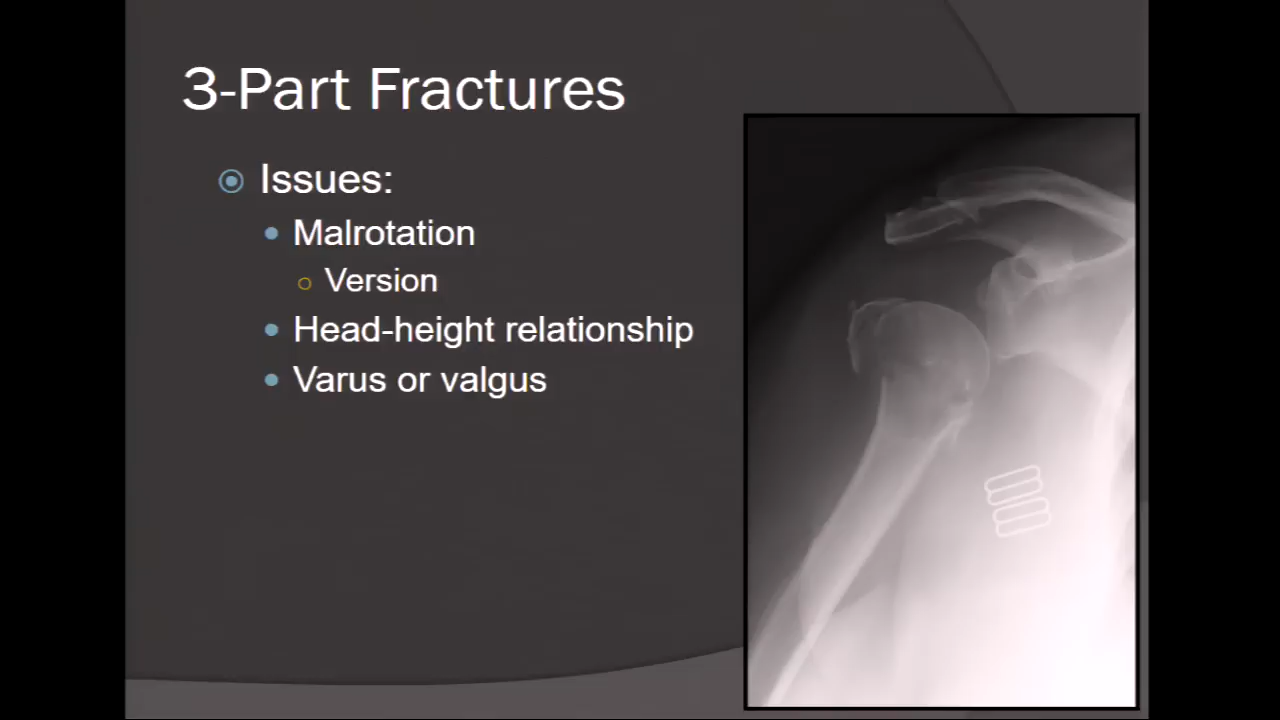 3-Part Fractures
Issues:
Malrotation
Version
Head-height relationship
Varus or valgus